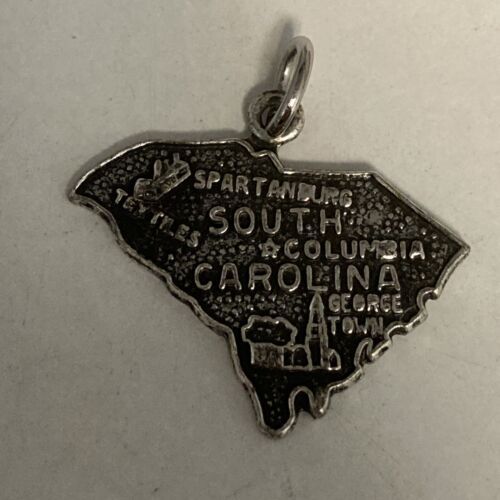 SPARTANBURG
TEXTILES
SOUTH
COLUMBIA
CAROLINA
GEORGE
TOWN